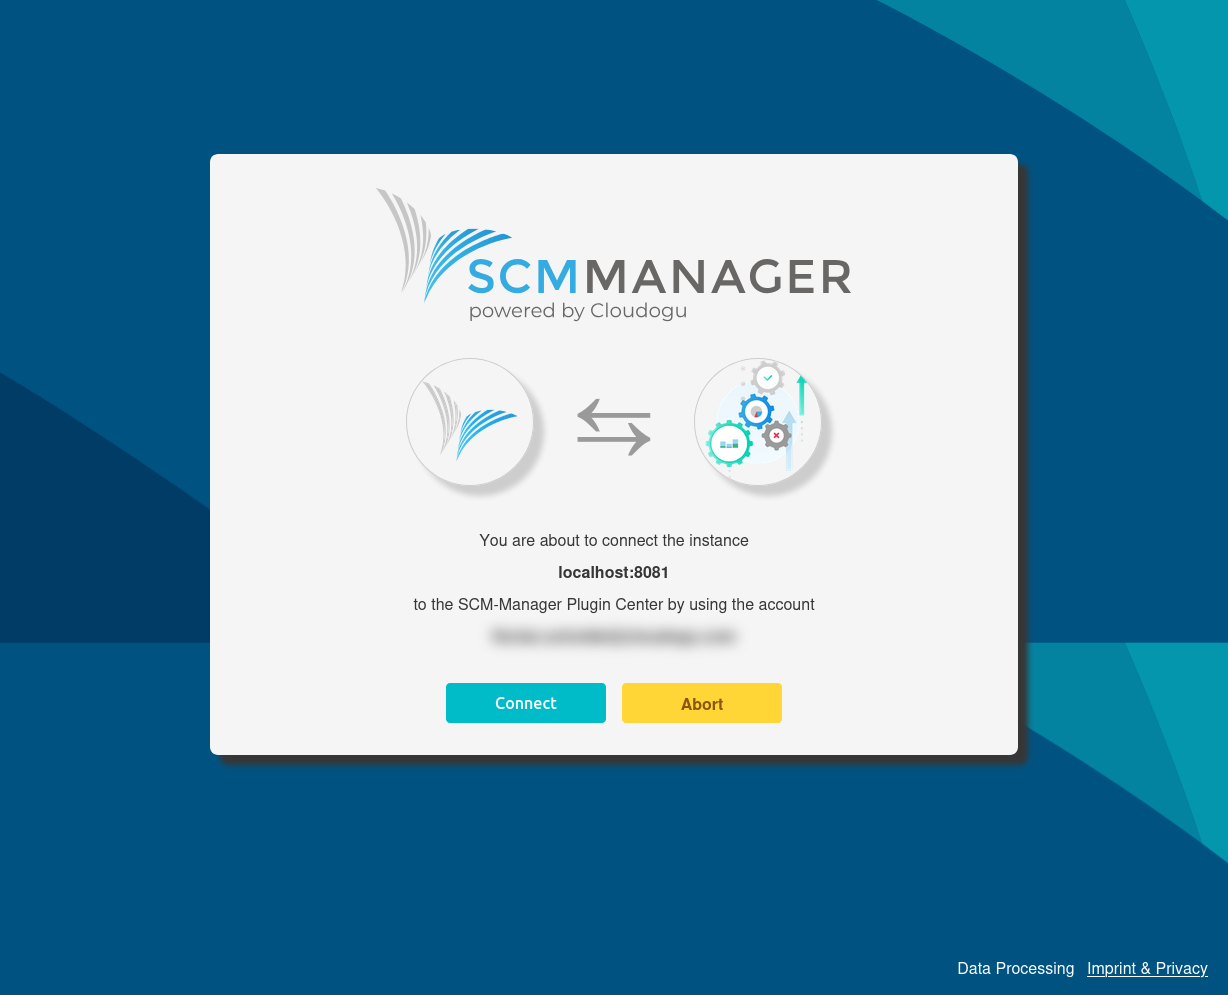 SCMMANAGER
powered by Cloudogu
You are about to connect the instance
localhost:8081
to the SCM-Manager Plugin Center by using the account
Connect
Abort
Data Processing Imprint & Privacy